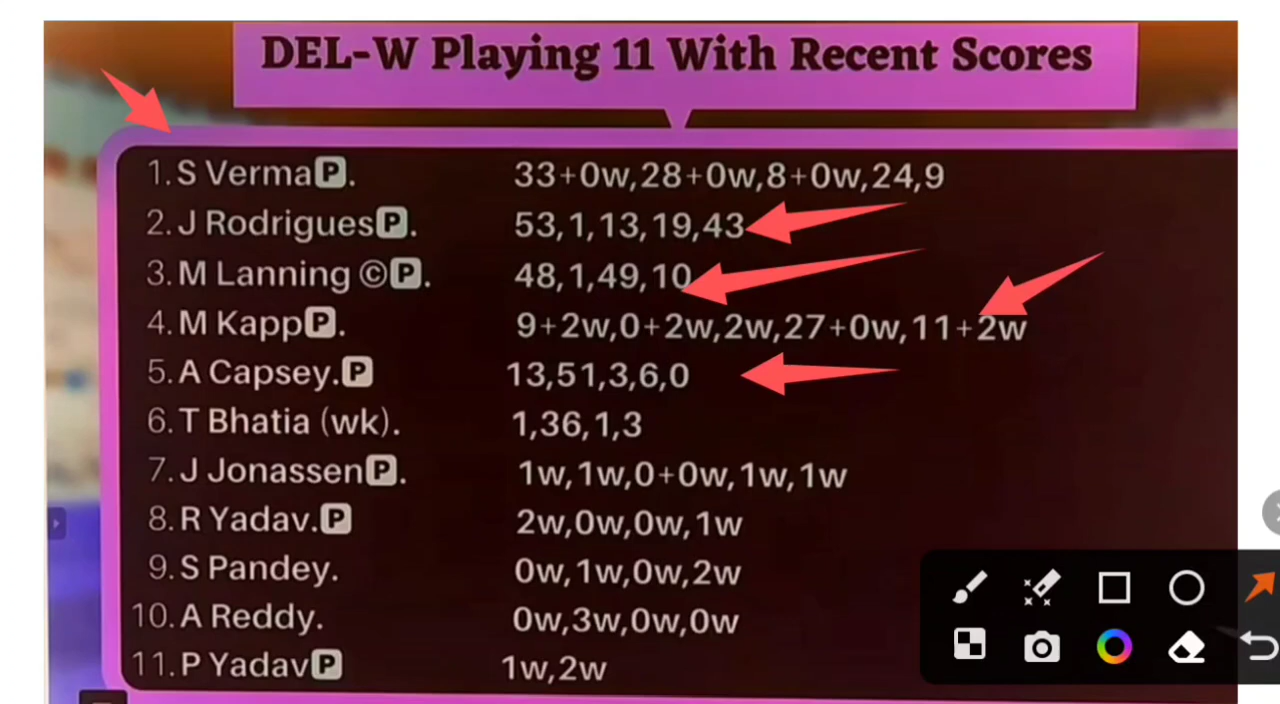 DEL-W Playing 11 With Recent Scores
1. S Verma P. 33+0w,28+0w,8+0w,24,9
2. J Rodrigues P. 53,1,13,19,43
3. M Lanning © P. 48,1,49,10
4. M Kapp P. 9+2w,0+2w,2w,27+0w,11+2w
5. A Capsey. P 13,51,3,6,0
6. T Bhatia (wk). 1,36,1,3
7. J Jonassen P. 1w,1w,0+0w,1w,1w
8. R Yadav. P 2w,0w,0w,1w
9. S Pandey. 0w,1w,0w,2w
10. A Reddy. 0w,3w,0w,0w
11. P Yadav P 1w,2w